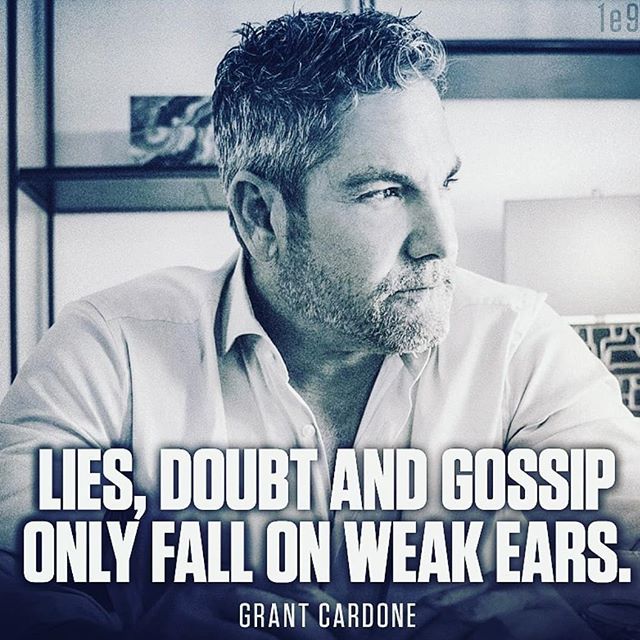 1e9
LIES, DOUBT AND GOSSIP
ONLY FALL ON WEAK EARS.
GRANT CARDONE